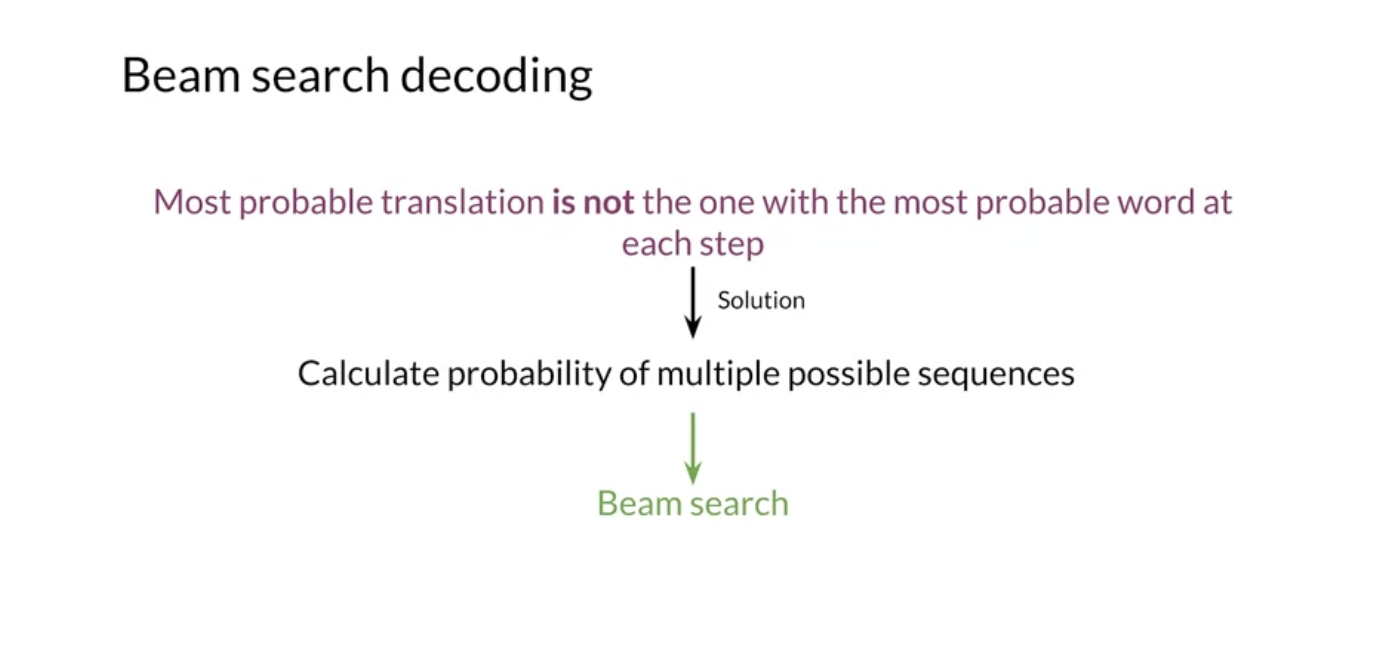 Beam search decoding
Most probable translation is not the one with the most probable word at
each step
Solution
Calculate probability of multiple possible sequences
Beam search